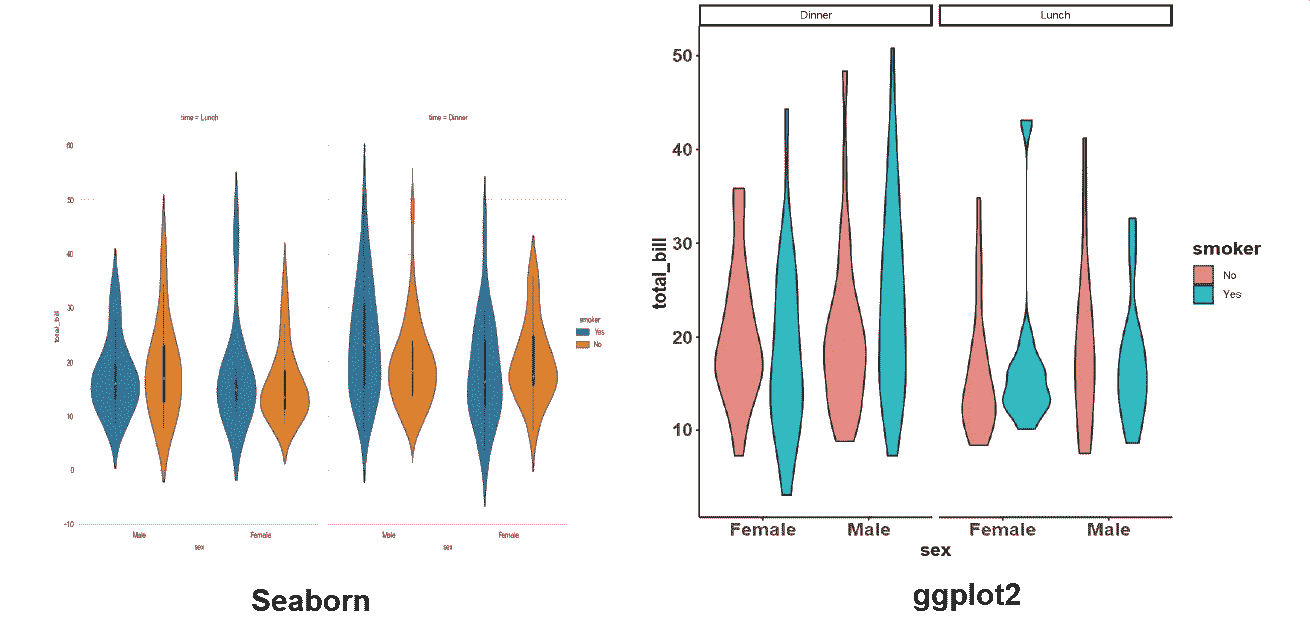 time = Lunch
time = Dinner
60
50
40
30
20
10
0
-10
total_bill
Male
Female
sex
Male
Female
sex
smoker
Yes
No
Seaborn
Dinner
Lunch
50
40
30
20
10
total_bill
Female
Male
Female
Male
sex
smoker
No
Yes
ggplot2